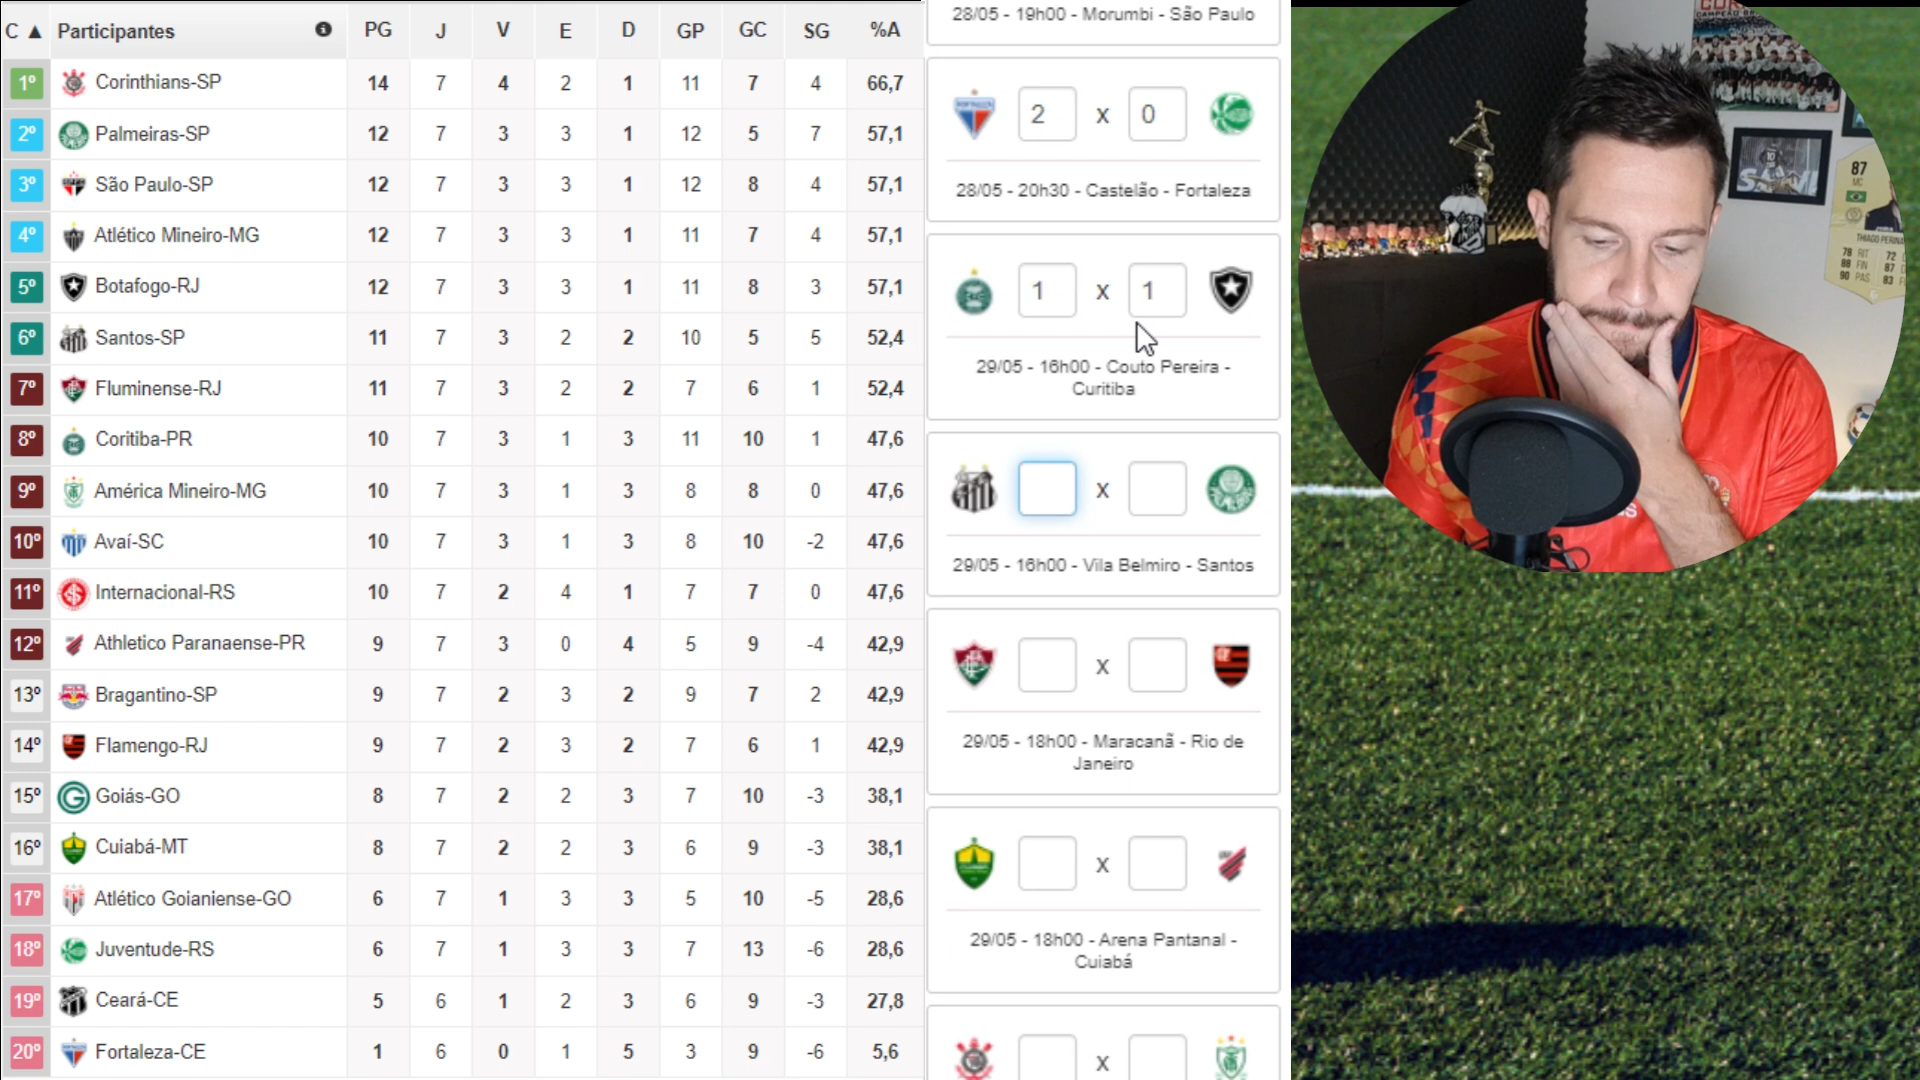 C ▲ Participantes PG J V E D GP GC SG %A
1º Corinthians-SP 14 7 4 2 1 11 7 4 66,7
2º Palmeiras-SP 12 7 3 3 1 12 5 7 57,1
3º São Paulo-SP 12 7 3 3 1 12 8 4 57,1
4º Atlético Mineiro-MG 12 7 3 3 1 11 7 4 57,1
5º Botafogo-RJ 12 7 3 3 1 11 8 3 57,1
6º Santos-SP 11 7 3 2 2 10 5 5 52,4
7º Fluminense-RJ 11 7 3 2 2 7 6 1 52,4
8º Coritiba-PR 10 7 3 1 3 11 10 1 47,6
9º América Mineiro-MG 10 7 3 1 3 8 8 0 47,6
10º Avaí-SC 10 7 3 1 3 8 10 -2 47,6
11º Internacional-RS 10 7 2 4 1 7 7 0 47,6
12º Athletico Paranaense-PR 9 7 3 0 4 5 9 -4 42,9
13º Bragantino-SP 9 7 2 3 2 9 7 2 42,9
14º Flamengo-RJ 9 7 2 3 2 7 6 1 42,9
15º Goiás-GO 8 7 2 2 3 7 10 -3 38,1
16º Cuiabá-MT 8 7 2 2 3 6 9 -3 38,1
17º Atlético Goianiense-GO 6 7 1 3 3 5 10 -5 28,6
18º Juventude-RS 6 7 1 3 3 7 13 -6 28,6
19º Ceará-CE 5 6 1 2 3 6 9 -3 27,8
20º Fortaleza-CE 1 6 0 1 5 3 9 -6 5,6
28/05 - 19h00 - Morumbi - São Paulo
2 X 0
28/05 - 20h30 - Castelão - Fortaleza
1 X 1
29/05 - 16h00 - Couto Pereira -
Curitiba
X
29/05 - 16h00 - Vila Belmiro - Santos
X
29/05 - 18h00 - Maracanã - Rio de
Janeiro
X
29/05 - 18h00 - Arena Pantanal -
Cuiabá
X
87
MC
THIAGO PERINA
78 RIT 72
88 FIN 87
90 PAS 83